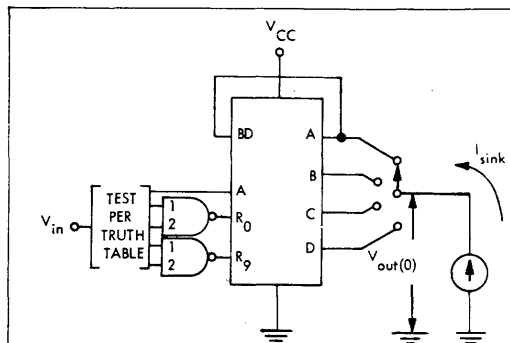 V_CC
BD
A
I_sink
B
A
C
V_in
TEST
PER
TRUTH
TABLE
1
2
R_0
1
2
R_9
D
V_out(0)